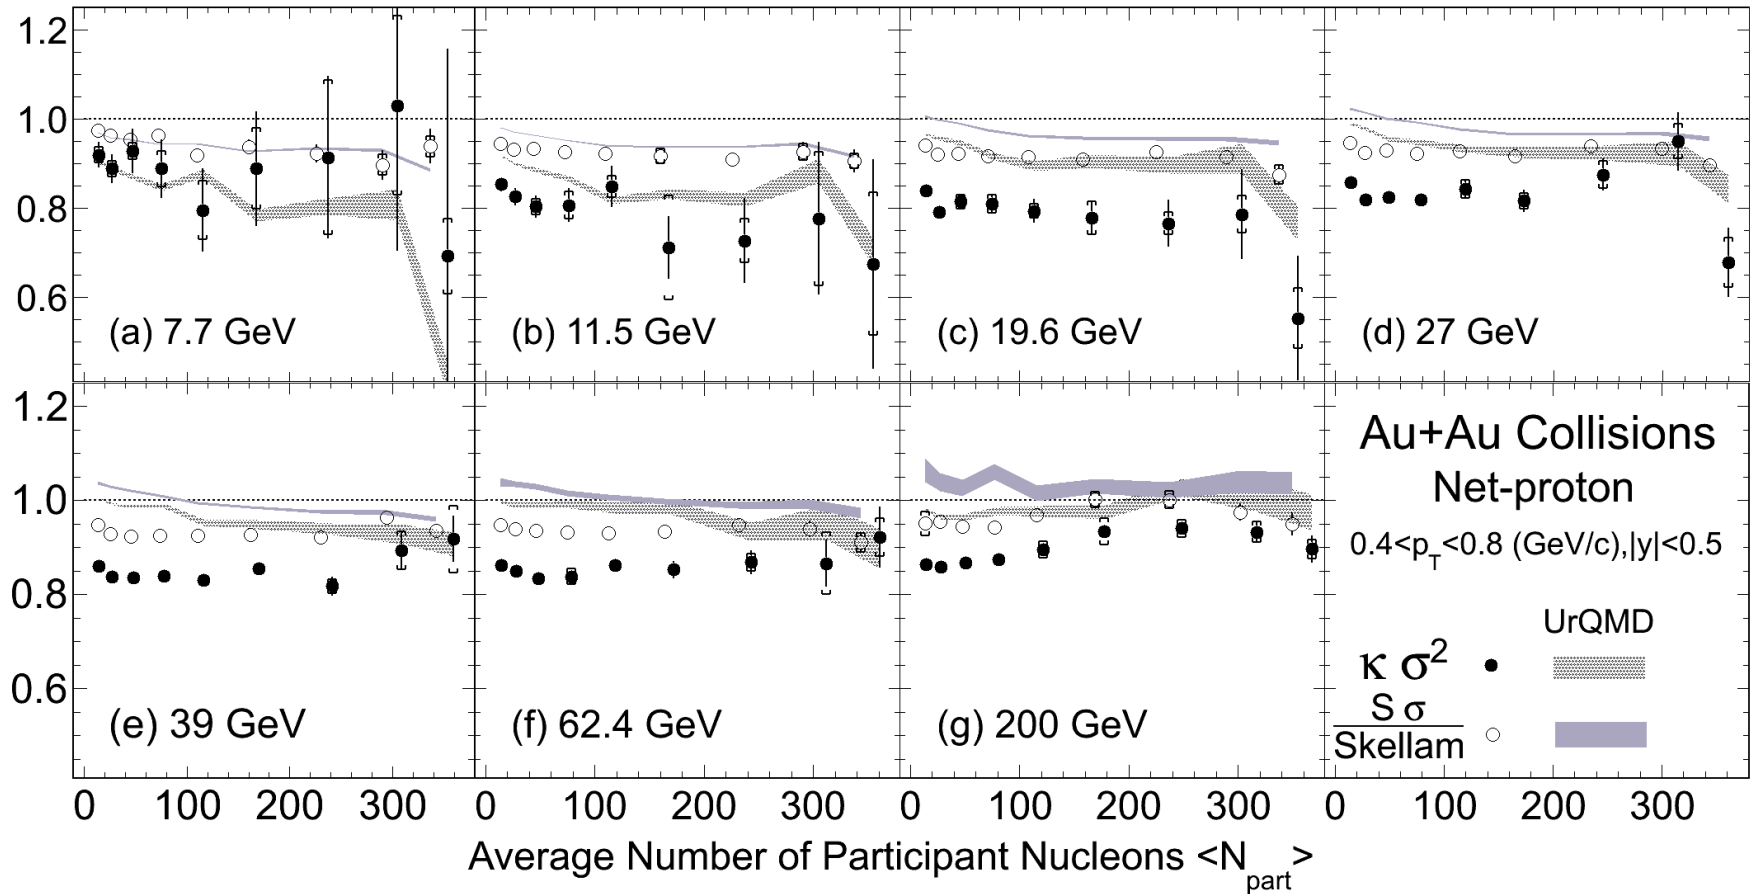 1.2
1.0
0.8
0.6
(a) 7.7 GeV
(b) 11.5 GeV
(c) 19.6 GeV
(d) 27 GeV
1.2
1.0
0.8
0.6
(e) 39 GeV
(f) 62.4 GeV
(g) 200 GeV
Au+Au Collisions
Net-proton
0.4<p_T<0.8 (GeV/c),|y|<0.5
UrQMD
κ σ²
S σ
Skellam
0 100 200 300
0 100 200 300
0 100 200 300
0 100 200 300
Average Number of Participant Nucleons <N_part>